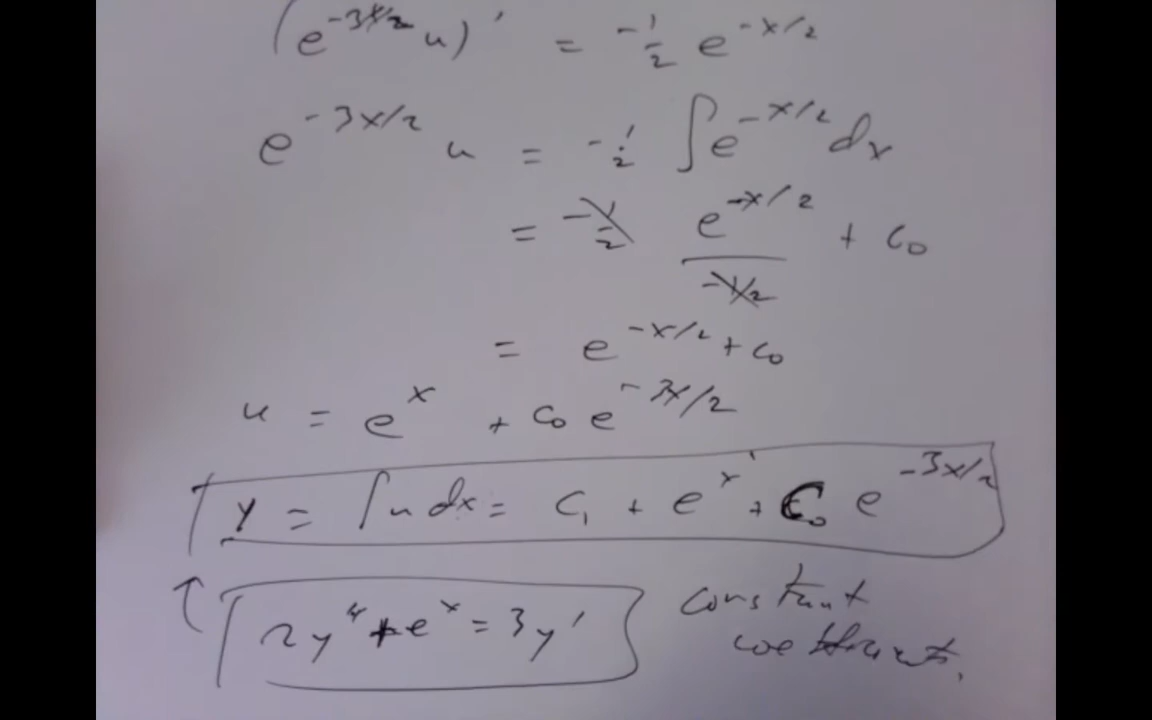 (e^{-3x/2} u)' = -1/2 e^{-x/2}
e^{-3x/2} u = -1/2 ∫ e^{-x/2} dx
= -1/2 e^{-x/2} / (-1/2) + c₀
= e^{-x/2} + c₀
u = e^x + c₀ e^{-3x/2}
y = ∫ u dx = C₁ + e^x + C₀ e^{-3x/2}
2y" + e^x = 3y' constant
coefficients.